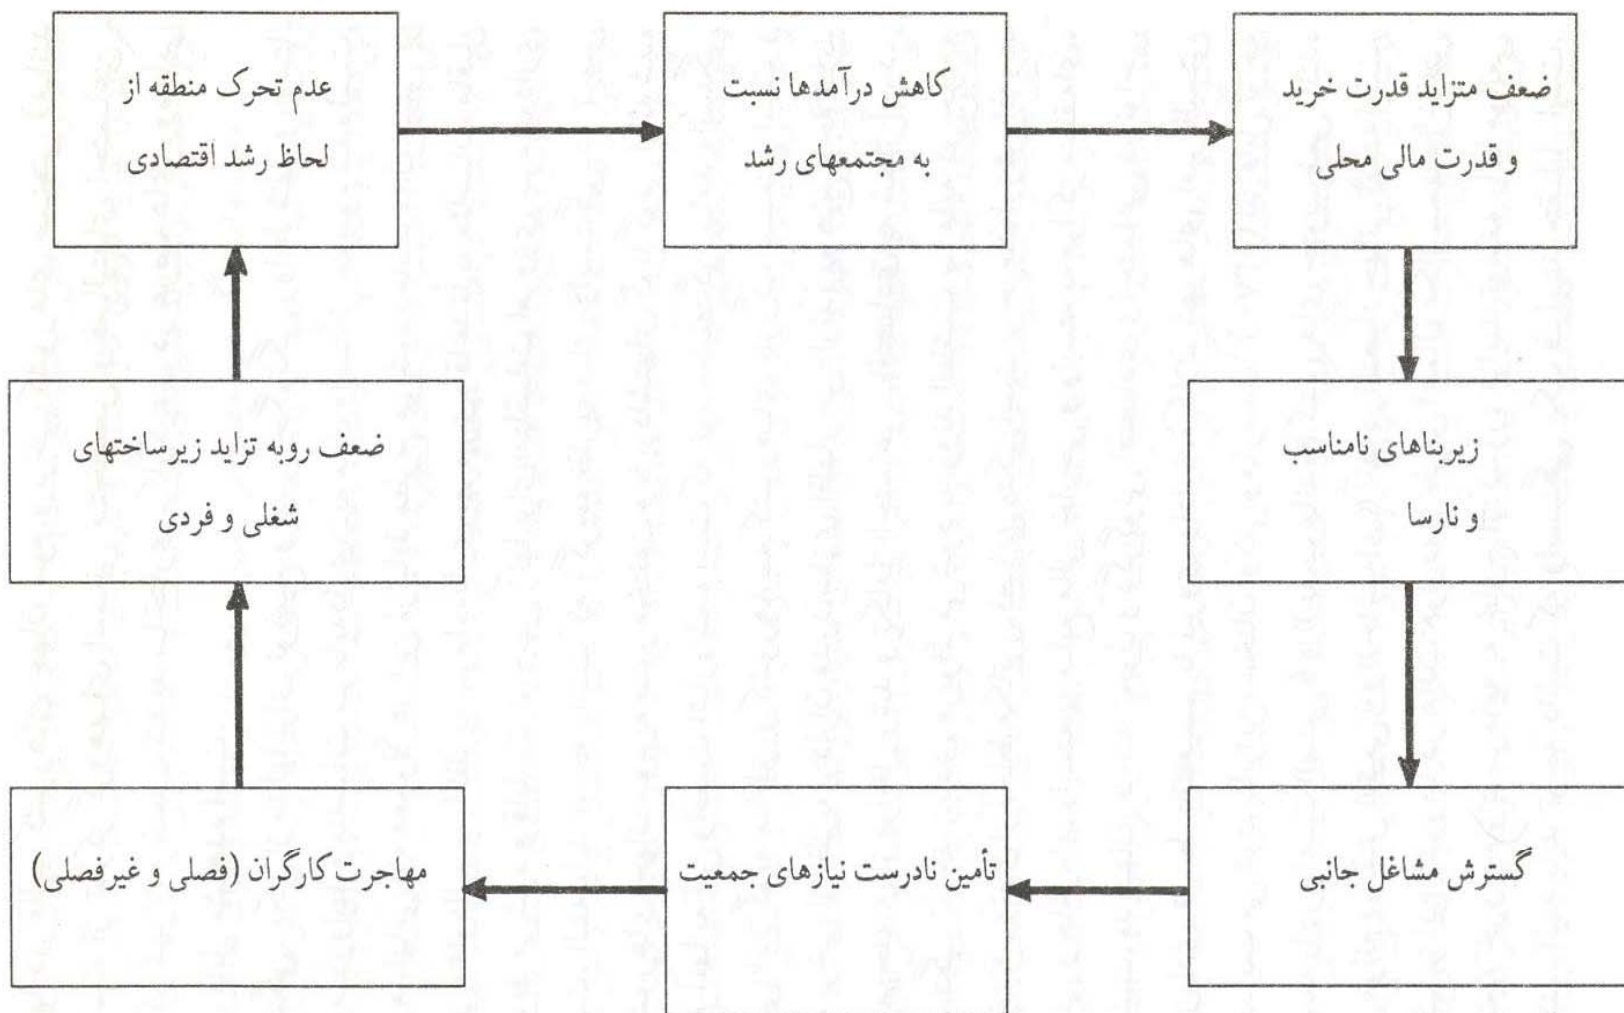 عدم تحرک منطقه از
لحاظ رشد اقتصادی
کاهش درآمدها نسبت
به مجتمعهای رشد
ضعف متزاید قدرت خرید
و قدرت مالی محلی
زیربناهای نامناسب
و نارسا
گسترش مشاغل جانبی
تأمین نادرست نیازهای جمعیت
مهاجرت کارگران (فصلی و غیرفصلی)
ضعف روبه تزاید زیرساختهای
شغلی و فردی